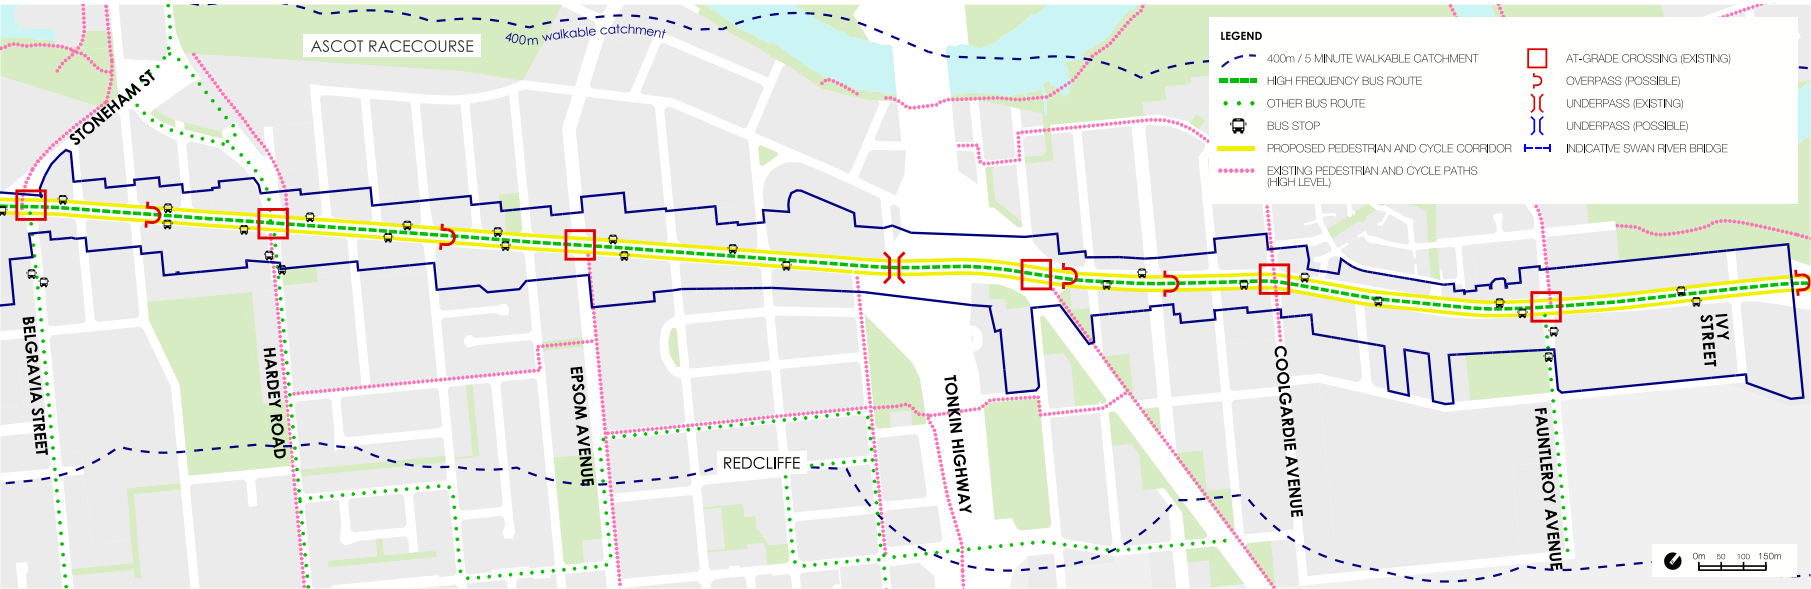 400m walkable catchment
ASCOT RACECOURSE
STONEHAM ST
LEGEND
400m / 5 MINUTE WALKABLE CATCHMENT
HIGH FREQUENCY BUS ROUTE
OTHER BUS ROUTE
BUS STOP
PROPOSED PEDESTRIAN AND CYCLE CORRIDOR
EXISTING PEDESTRIAN AND CYCLE PATHS
(HIGH LEVEL)
AT-GRADE CROSSING (EXISTING)
OVERPASS (POSSIBLE)
UNDERPASS (EXISTING)
UNDERPASS (POSSIBLE)
INDICATIVE SWAN RIVER BRIDGE
BELGRAVIA STREET
HARDEY ROAD
EPSOM AVENUE
REDCLIFFE
TONKIN HIGHWAY
COOLGARDIE AVENUE
FAUNTLEROY AVENUE
IVY
STREET
0m 50 100 150m